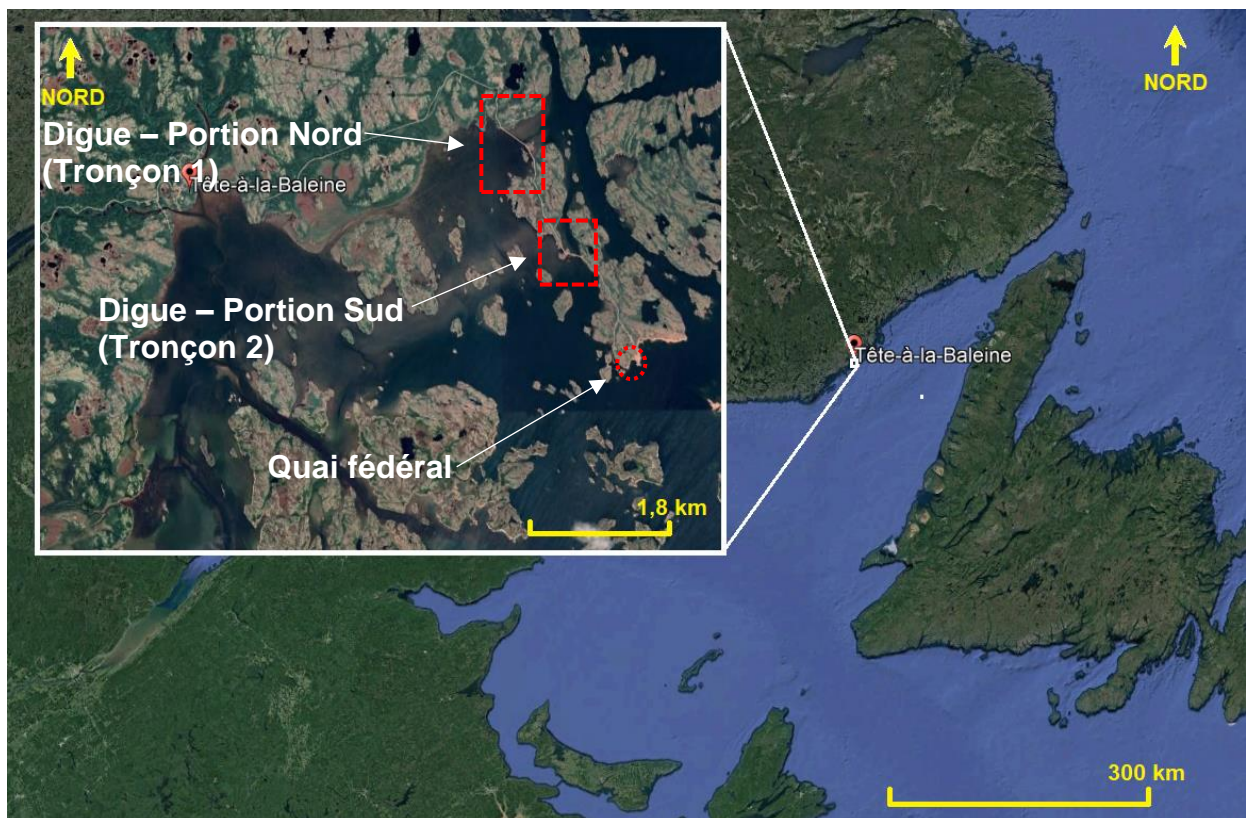 NORD
Digue – Portion Nord
(Tronçon 1)
Tête-à-la-Baleine
Digue – Portion Sud
(Tronçon 2)
Quai fédéral
1,8 km
NORD
Tête-à-la-Baleine
300 km